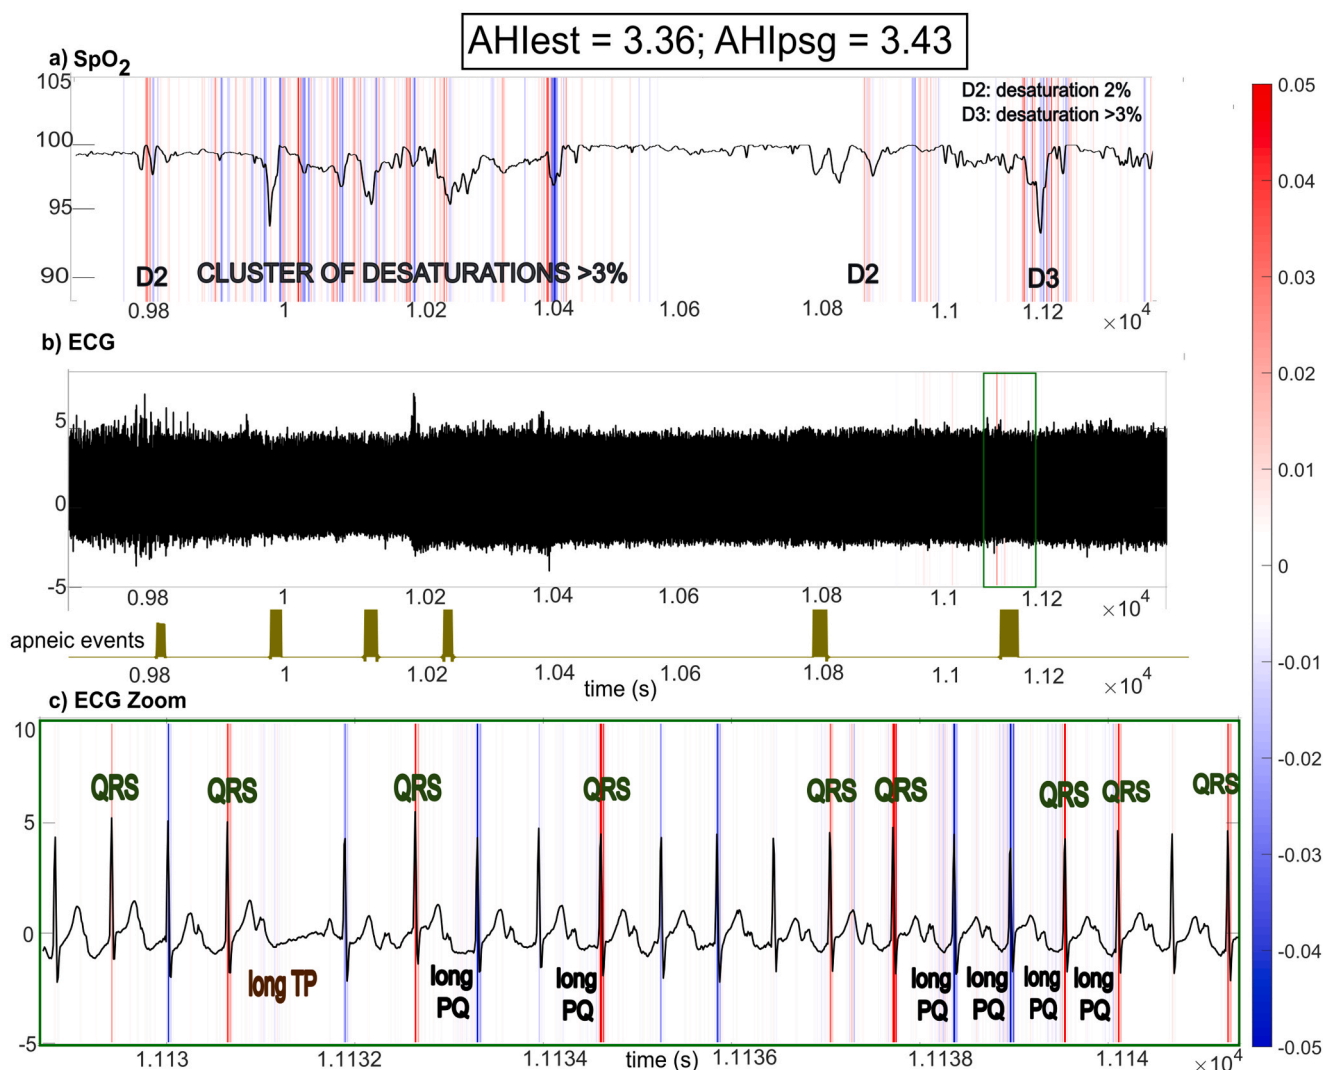 AHIest = 3.36; AHIpsg = 3.43
a) SpO2
105
100
95
90
D2: desaturation 2%
D3: desaturation >3%
D2
CLUSTER OF DESATURATIONS >3%
D2
D3
0.98 1 1.02 1.04 1.06 1.08 1.1 1.12
×10^4
b) ECG
5
0
-5
0.98 1 1.02 1.04 1.06 1.08 1.1 1.12
×10^4
apneic events
0.98 1 1.02 1.04 1.06 1.08 1.1 1.12
time (s)
×10^4
c) ECG Zoom
10
5
0
-5
QRS QRS QRS QRS QRS QRS QRS QRS QRS
long TP
long PQ
long PQ
long PQ
long PQ
long PQ
long PQ
1.113 1.1132 1.1134 1.1136 1.1138 1.114
time (s)
×10^4
0.05
0.04
0.03
0.02
0.01
0
-0.01
-0.02
-0.03
-0.04
-0.05